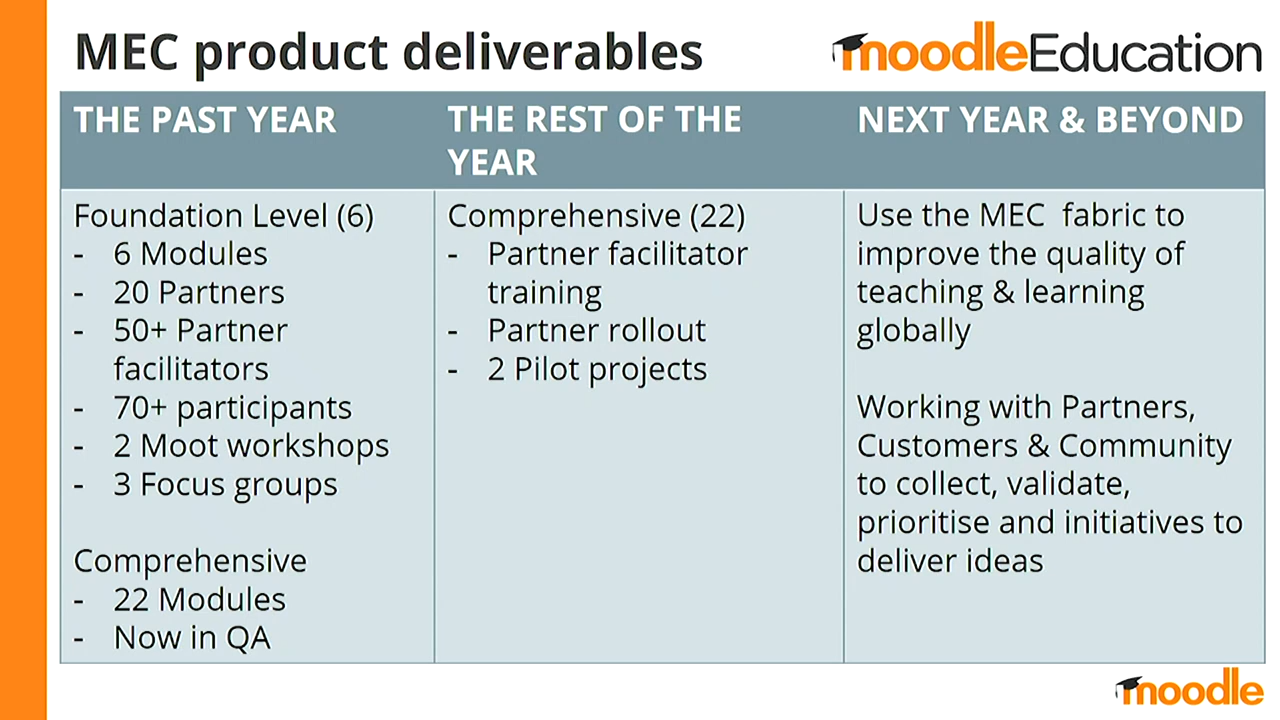 MEC product deliverables
moodleEducation
THE PAST YEAR
THE REST OF THE
YEAR
NEXT YEAR & BEYOND
Foundation Level (6)
- 6 Modules
- 20 Partners
- 50+ Partner
facilitators
- 70+ participants
- 2 Moot workshops
- 3 Focus groups
Comprehensive
- 22 Modules
- Now in QA
Comprehensive (22)
- Partner facilitator
training
- Partner rollout
- 2 Pilot projects
Use the MEC fabric to
improve the quality of
teaching & learning
globally
Working with Partners,
Customers & Community
to collect, validate,
prioritise and initiatives to
deliver ideas
moodle